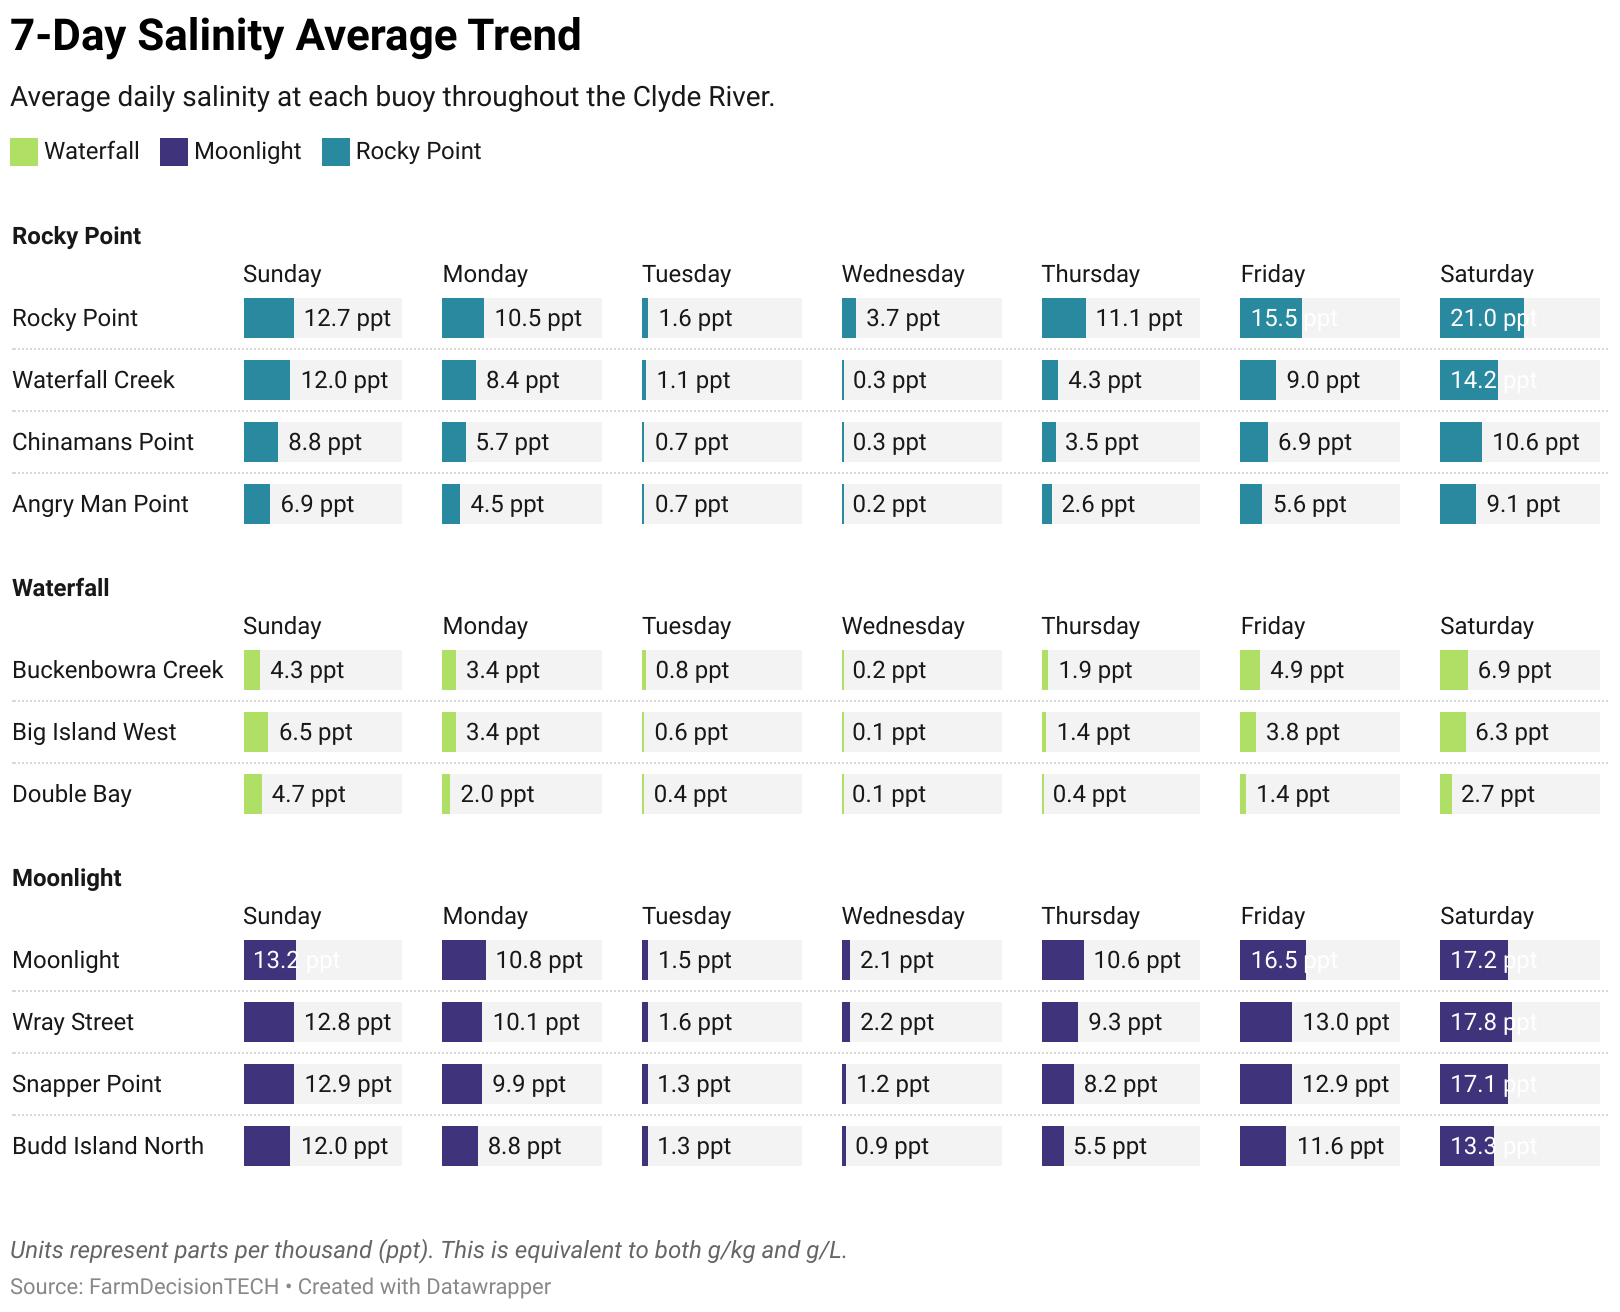 7-Day Salinity Average Trend
Average daily salinity at each buoy throughout the Clyde River.
Waterfall Moonlight Rocky Point
Rocky Point
Sunday Monday Tuesday Wednesday Thursday Friday Saturday
Rocky Point 12.7 ppt 10.5 ppt 1.6 ppt 3.7 ppt 11.1 ppt 15.5 ppt 21.0 ppt
Waterfall Creek 12.0 ppt 8.4 ppt 1.1 ppt 0.3 ppt 4.3 ppt 9.0 ppt 14.2 ppt
Chinamans Point 8.8 ppt 5.7 ppt 0.7 ppt 0.3 ppt 3.5 ppt 6.9 ppt 10.6 ppt
Angry Man Point 6.9 ppt 4.5 ppt 0.7 ppt 0.2 ppt 2.6 ppt 5.6 ppt 9.1 ppt
Waterfall
Sunday Monday Tuesday Wednesday Thursday Friday Saturday
Buckenbowra Creek 4.3 ppt 3.4 ppt 0.8 ppt 0.2 ppt 1.9 ppt 4.9 ppt 6.9 ppt
Big Island West 6.5 ppt 3.4 ppt 0.6 ppt 0.1 ppt 1.4 ppt 3.8 ppt 6.3 ppt
Double Bay 4.7 ppt 2.0 ppt 0.4 ppt 0.1 ppt 0.4 ppt 1.4 ppt 2.7 ppt
Moonlight
Sunday Monday Tuesday Wednesday Thursday Friday Saturday
Moonlight 13.2 ppt 10.8 ppt 1.5 ppt 2.1 ppt 10.6 ppt 16.5 ppt 17.2 ppt
Wray Street 12.8 ppt 10.1 ppt 1.6 ppt 2.2 ppt 9.3 ppt 13.0 ppt 17.8 ppt
Snapper Point 12.9 ppt 9.9 ppt 1.3 ppt 1.2 ppt 8.2 ppt 12.9 ppt 17.1 ppt
Budd Island North 12.0 ppt 8.8 ppt 1.3 ppt 0.9 ppt 5.5 ppt 11.6 ppt 13.3 ppt
Units represent parts per thousand (ppt). This is equivalent to both g/kg and g/L.
Source: FarmDecisionTECH • Created with Datawrapper